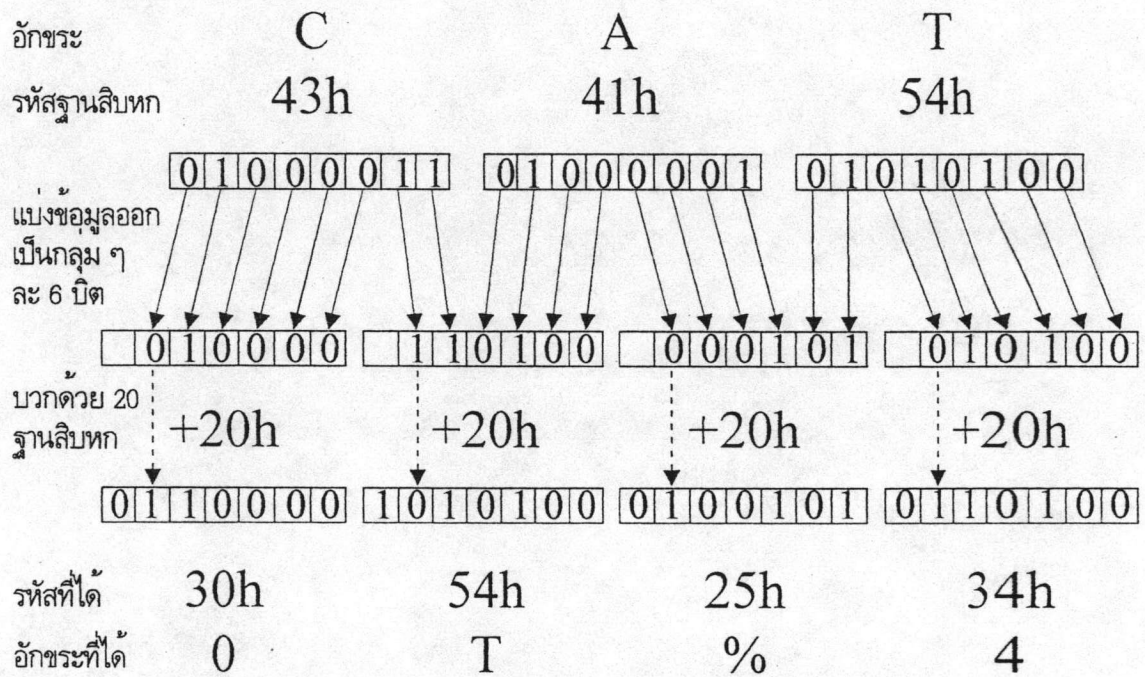 อักขระ C A T
รหัสฐานสิบหก 43h 41h 54h
0 1 0 0 0 0 1 1 0 1 0 0 0 0 0 1 0 1 0 1 0 1 0 0
แบ่งข้อมูลออก
เป็นกลุ่ม ๆ
ละ 6 บิต
0 1 0 0 0 0 1 1 0 1 0 0 0 0 0 1 0 1 0 1 0 1 0 0
บวกด้วย 20
ฐานสิบหก +20h +20h +20h +20h
0 1 1 0 0 0 0 1 0 1 0 1 0 0 0 1 0 0 1 0 1 0 1 1 0 1 0 0
รหัสที่ได้ 30h 54h 25h 34h
อักขระที่ได้ 0 T % 4